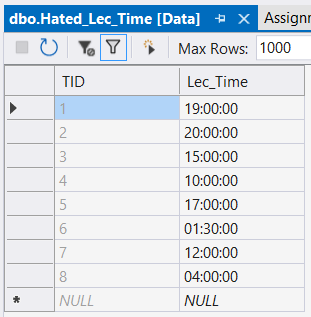 dbo.Hated_Lec_Time [Data] Assignm
Max Rows: 1000
TID Lec_Time
1 19:00:00
2 20:00:00
3 15:00:00
4 10:00:00
5 17:00:00
6 01:30:00
7 12:00:00
8 04:00:00
* NULL NULL